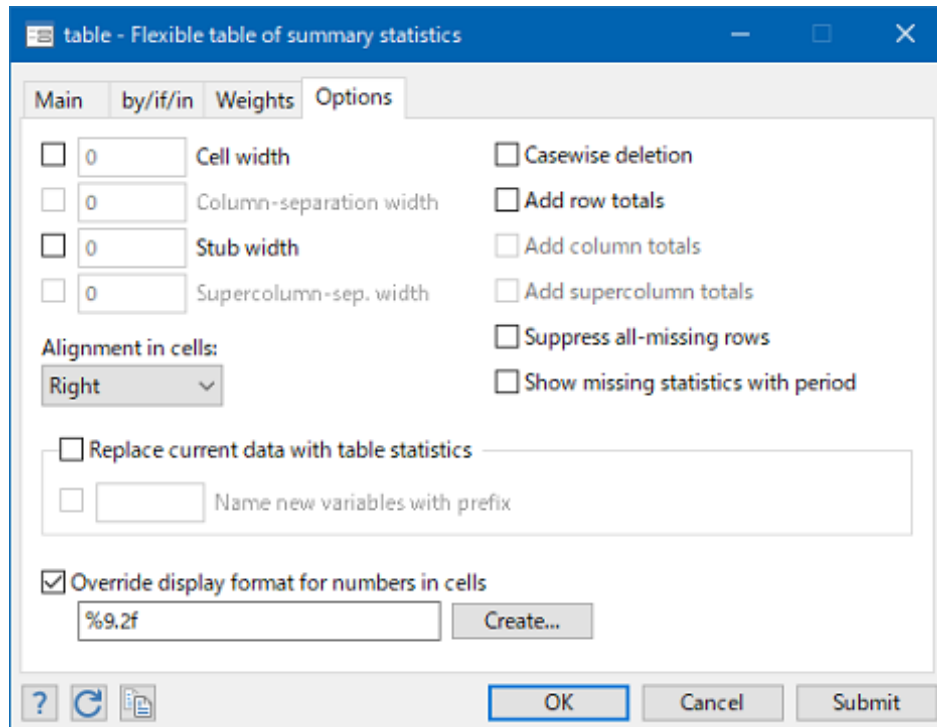 table - Flexible table of summary statistics
Main by/if/in Weights Options
0 Cell width
0 Column-separation width
0 Stub width
0 Supercolumn-sep. width
Alignment in cells:
Right
Casewise deletion
Add row totals
Add column totals
Add supercolumn totals
Suppress all-missing rows
Show missing statistics with period
Replace current data with table statistics
Name new variables with prefix
Override display format for numbers in cells
%9.2f Create...
? OK Cancel Submit